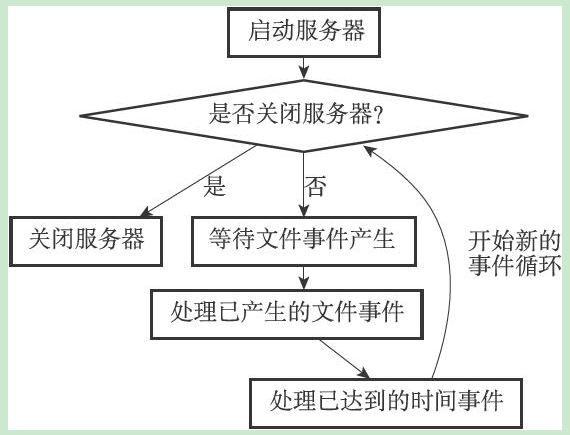 启动服务器
是否关闭服务器?
是
否
关闭服务器
等待文件事件产生
开始新的
事件循环
处理已产生的文件事件
处理已达到的时间事件